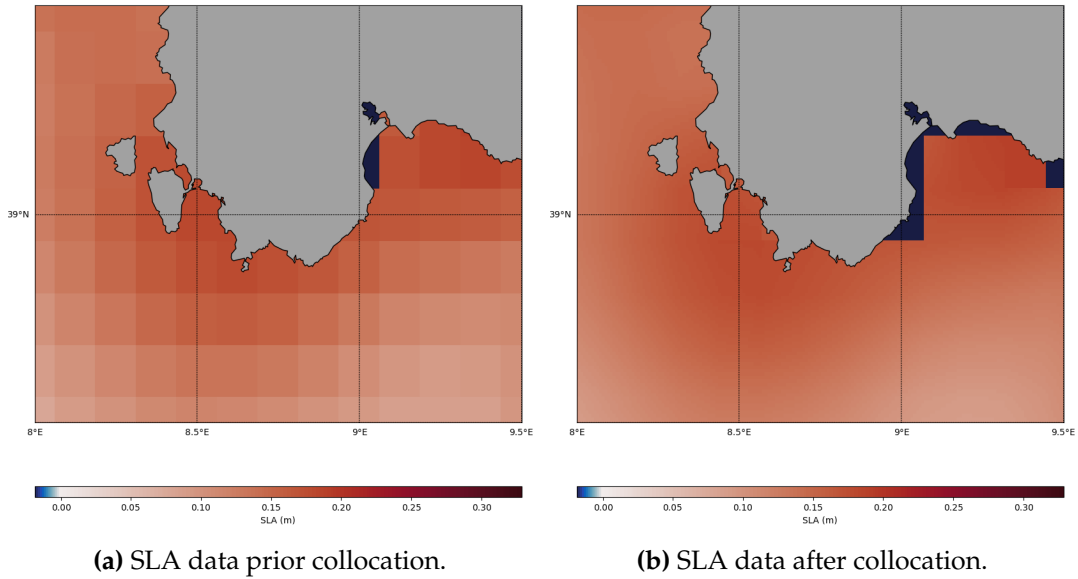 39°N
8°E 8.5°E 9°E 9.5°E
0.00 0.05 0.10 0.15 0.20 0.25 0.30
SLA (m)
(a) SLA data prior collocation.
39°N
8°E 8.5°E 9°E 9.5°E
0.00 0.05 0.10 0.15 0.20 0.25 0.30
SLA (m)
(b) SLA data after collocation.